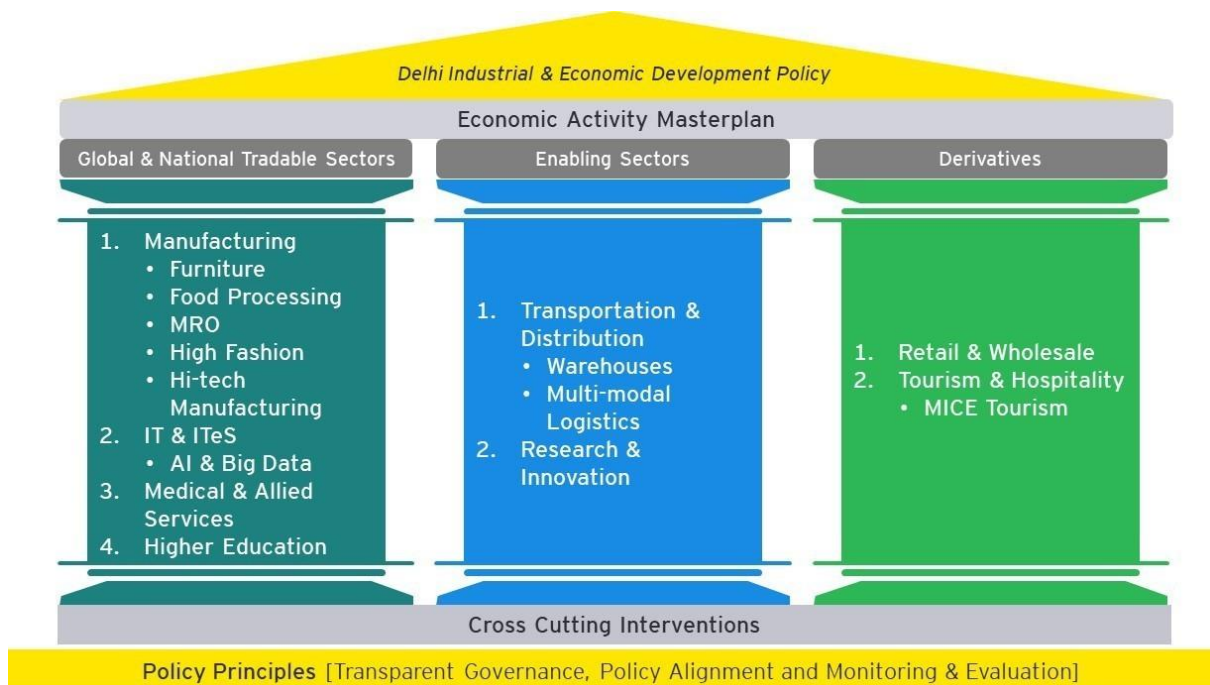 Delhi Industrial & Economic Development Policy
Economic Activity Masterplan
Global & National Tradable Sectors
1. Manufacturing
• Furniture
• Food Processing
• MRO
• High Fashion
• Hi-tech
Manufacturing
2. IT & ITeS
• AI & Big Data
3. Medical & Allied
Services
4. Higher Education
Enabling Sectors
1. Transportation &
Distribution
• Warehouses
• Multi-modal
Logistics
2. Research &
Innovation
Derivatives
1. Retail & Wholesale
2. Tourism & Hospitality
• MICE Tourism
Cross Cutting Interventions
Policy Principles [Transparent Governance, Policy Alignment and Monitoring & Evaluation]